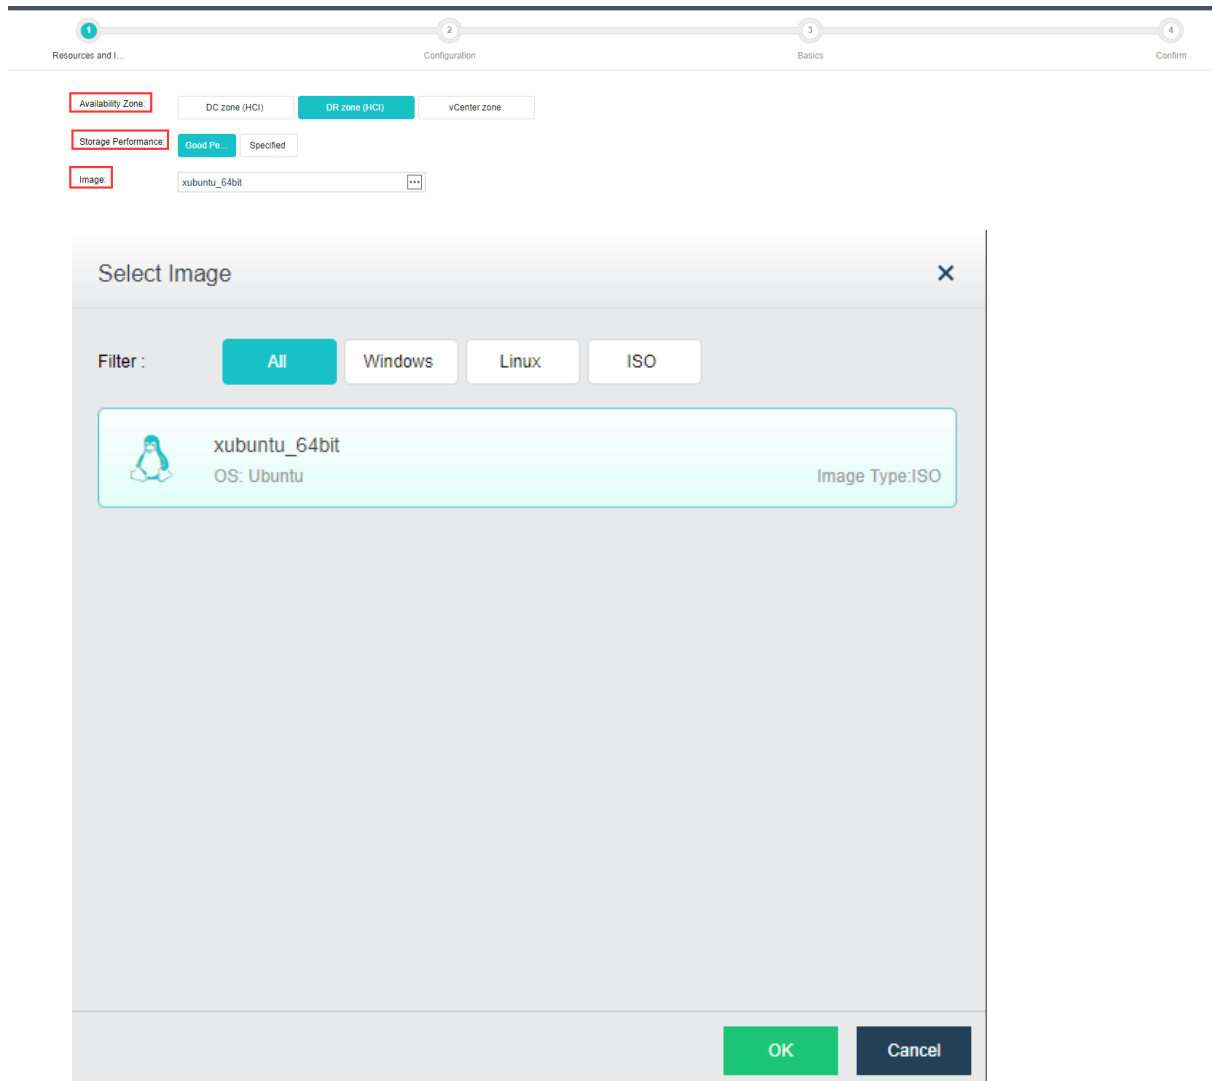 1 2 3 4
Resources and I... Configuration Basics Confirm
Availability Zone: DC zone (HCI) DR zone (HCI) vCenter zone
Storage Performance: Good Pe... Specified
Image: xubuntu_64bit
Select Image
Filter : All Windows Linux ISO
xubuntu_64bit
OS: Ubuntu Image Type:ISO
OK Cancel